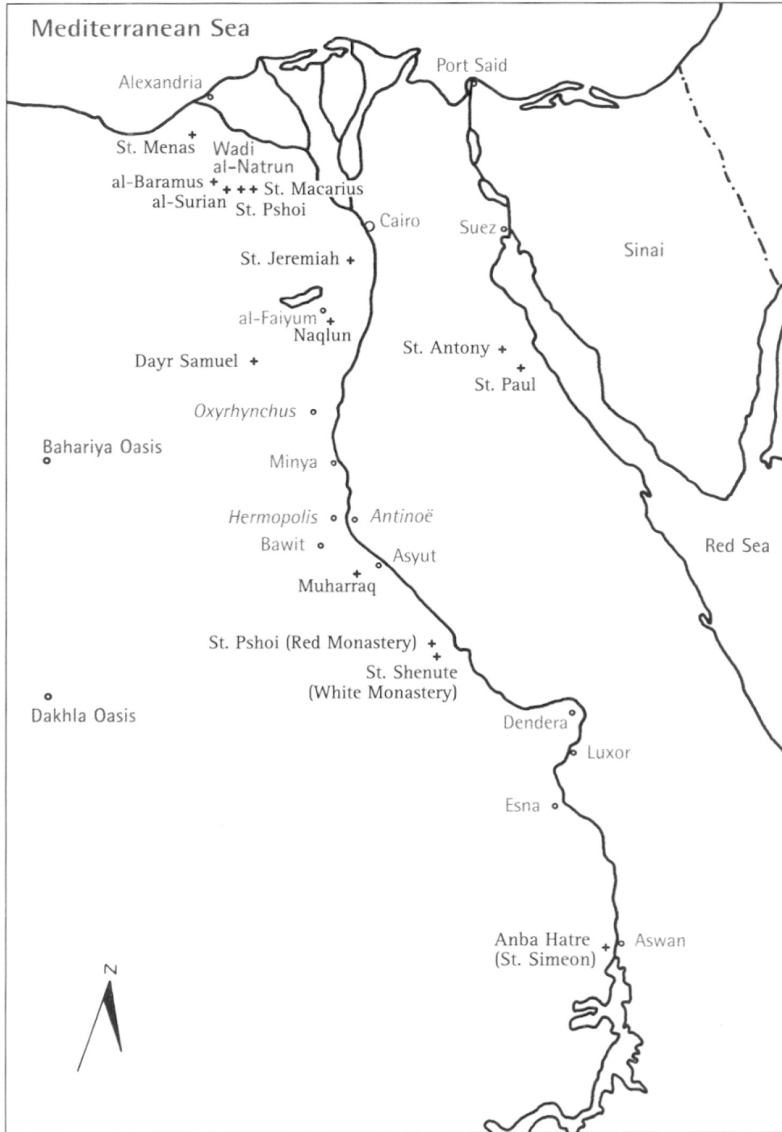 Mediterranean Sea
Port Said
Alexandria
St. Menas
Wadi
al-Natrun
al-Baramus
St. Macarius
al-Surian
St. Pshoi
Cairo
Suez
Sinai
St. Jeremiah
al-Faiyum
Naqlun
St. Antony
Dayr Samuel
St. Paul
Oxyrhynchus
Bahariya Oasis
Minya
Hermopolis
Antinoë
Bawit
Red Sea
Asyut
Muharraq
St. Pshoi (Red Monastery)
St. Shenute
(White Monastery)
Dakhla Oasis
Dendera
Luxor
Esna
Anba Hatre
(St. Simeon)
Aswan
N